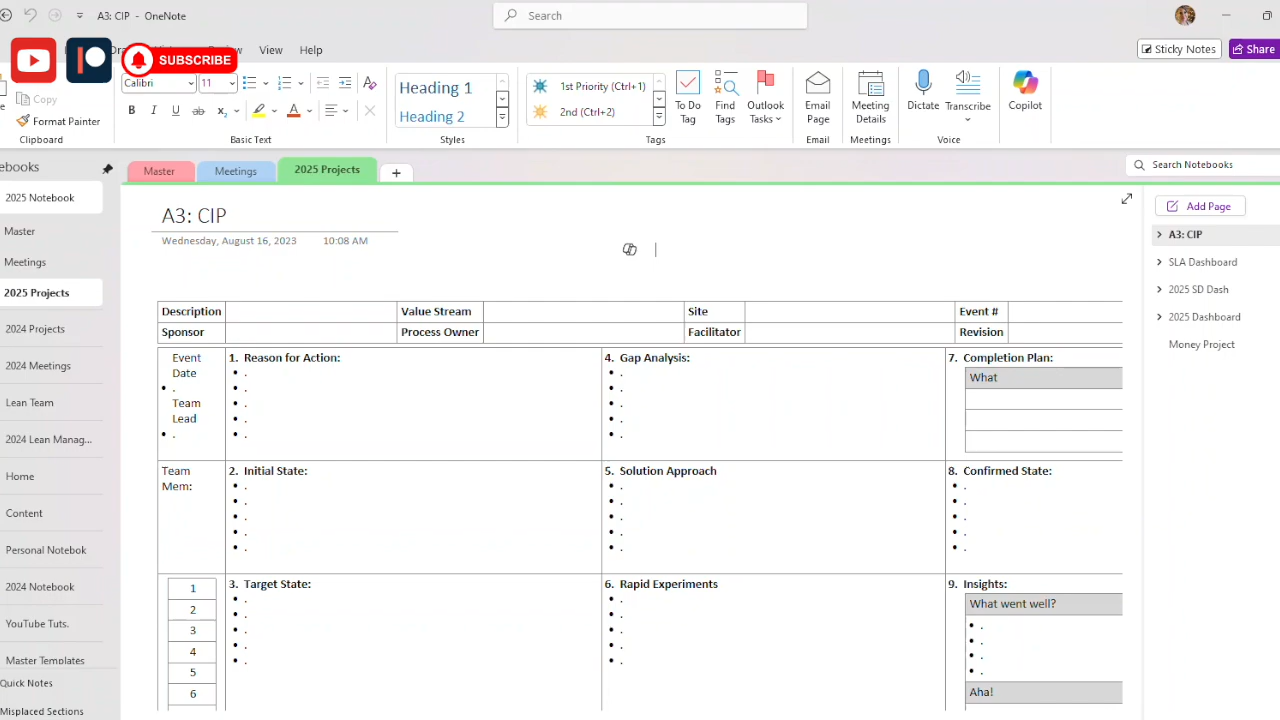 A3: CIP - OneNote
Search
View
Help
SUBSCRIBE
Sticky Notes
Share
Calibri
11
Copy
Format Painter
Clipboard
B I U ab x₂ A
Basic Text
Heading 1
Heading 2
Styles
1st Priority (Ctrl+1)
2nd (Ctrl+2)
To Do Tag
Find Tags
Outlook Tasks
Tags
Email Page
Email
Meeting Details
Meetings
Dictate
Transcribe
Voice
Copilot
ebooks
Master
Meetings
2025 Projects
+
Search Notebooks
2025 Notebook
Master
Meetings
2025 Projects
2024 Projects
2024 Meetings
Lean Team
2024 Lean Manag...
Home
Content
Personal Notebok
2024 Notebook
YouTube Tuts.
Master Templates
Quick Notes
Misplaced Sections
A3: CIP
Wednesday, August 16, 2023 10:08 AM
Description Value Stream Site Event #
Sponsor Process Owner Facilitator Revision
Event
Date
• .
Team
Lead
• .
1. Reason for Action:
• .
• .
• .
• .
• .
4. Gap Analysis:
• .
• .
• .
• .
• .
7. Completion Plan:
What
Team
Mem:
2. Initial State:
• .
• .
• .
• .
• .
5. Solution Approach
• .
• .
• .
• .
• .
8. Confirmed State:
• .
• .
• .
• .
• .
1
2
3
4
5
6
3. Target State:
• .
• .
• .
• .
• .
6. Rapid Experiments
• .
• .
• .
• .
• .
9. Insights:
What went well?
• .
• .
• .
• .
Aha!
Add Page
A3: CIP
SLA Dashboard
2025 SD Dash
2025 Dashboard
Money Project